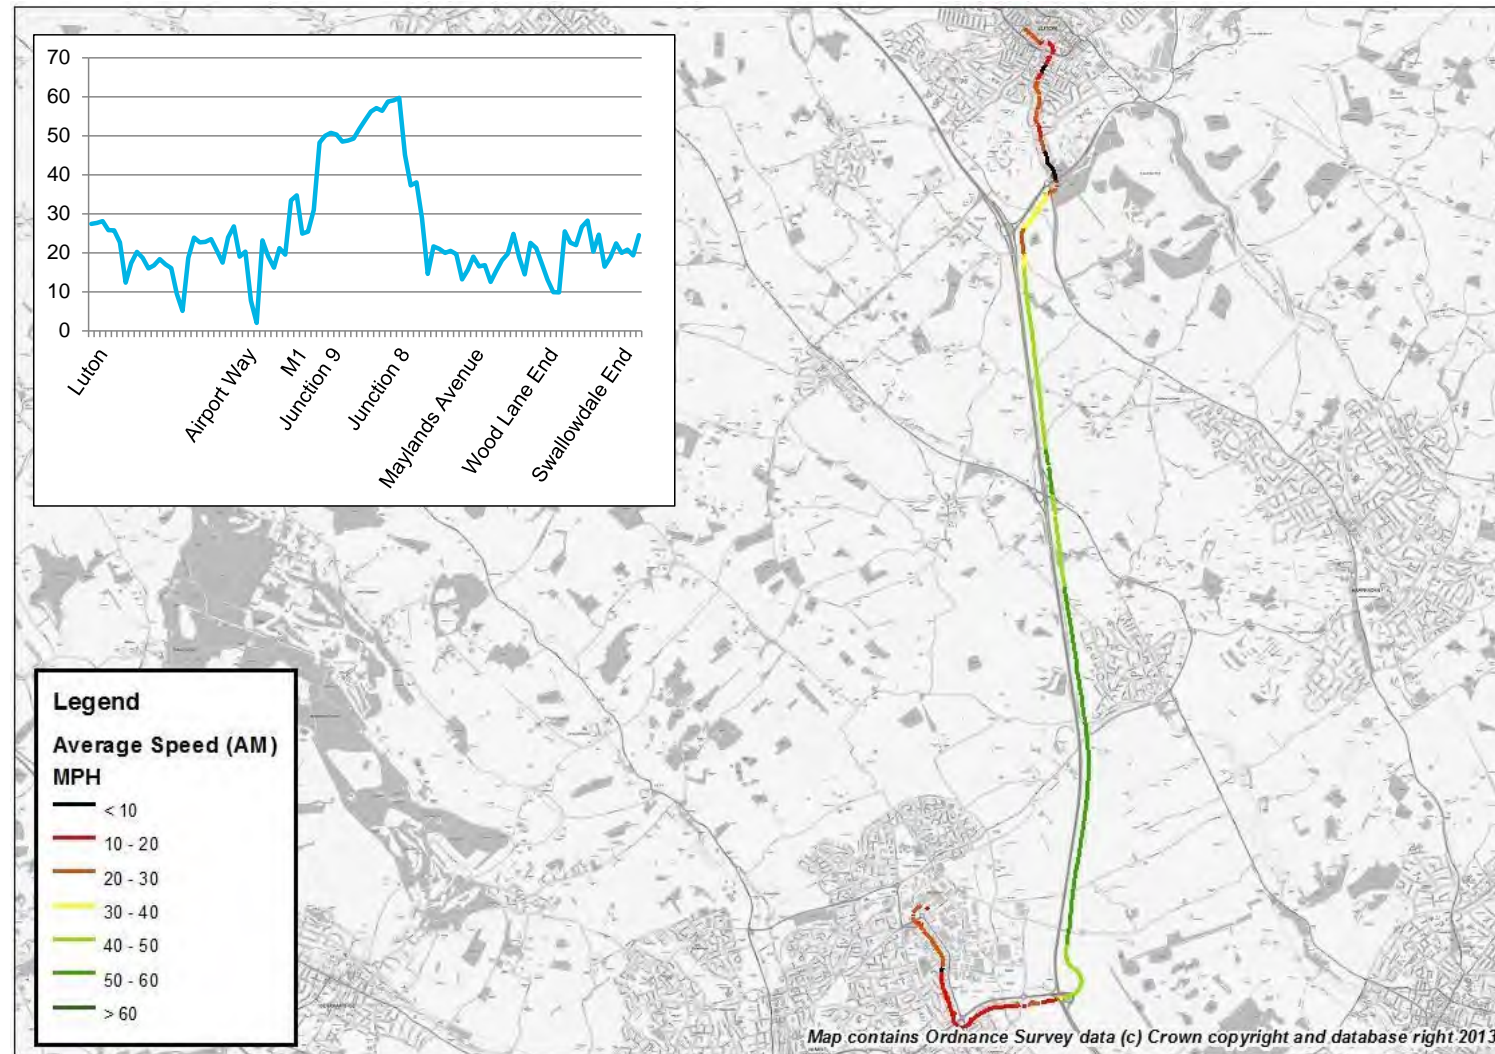 70
60
50
40
30
20
10
0
Luton
Airport Way
M1
Junction 9
Junction 8
Maylands Avenue
Wood Lane End
Swallowdale End
Legend
Average Speed (AM)
MPH
< 10
10 - 20
20 - 30
30 - 40
40 - 50
50 - 60
> 60
LUTON
HARPENDEN
Map contains Ordnance Survey data (c) Crown copyright and database right 2013